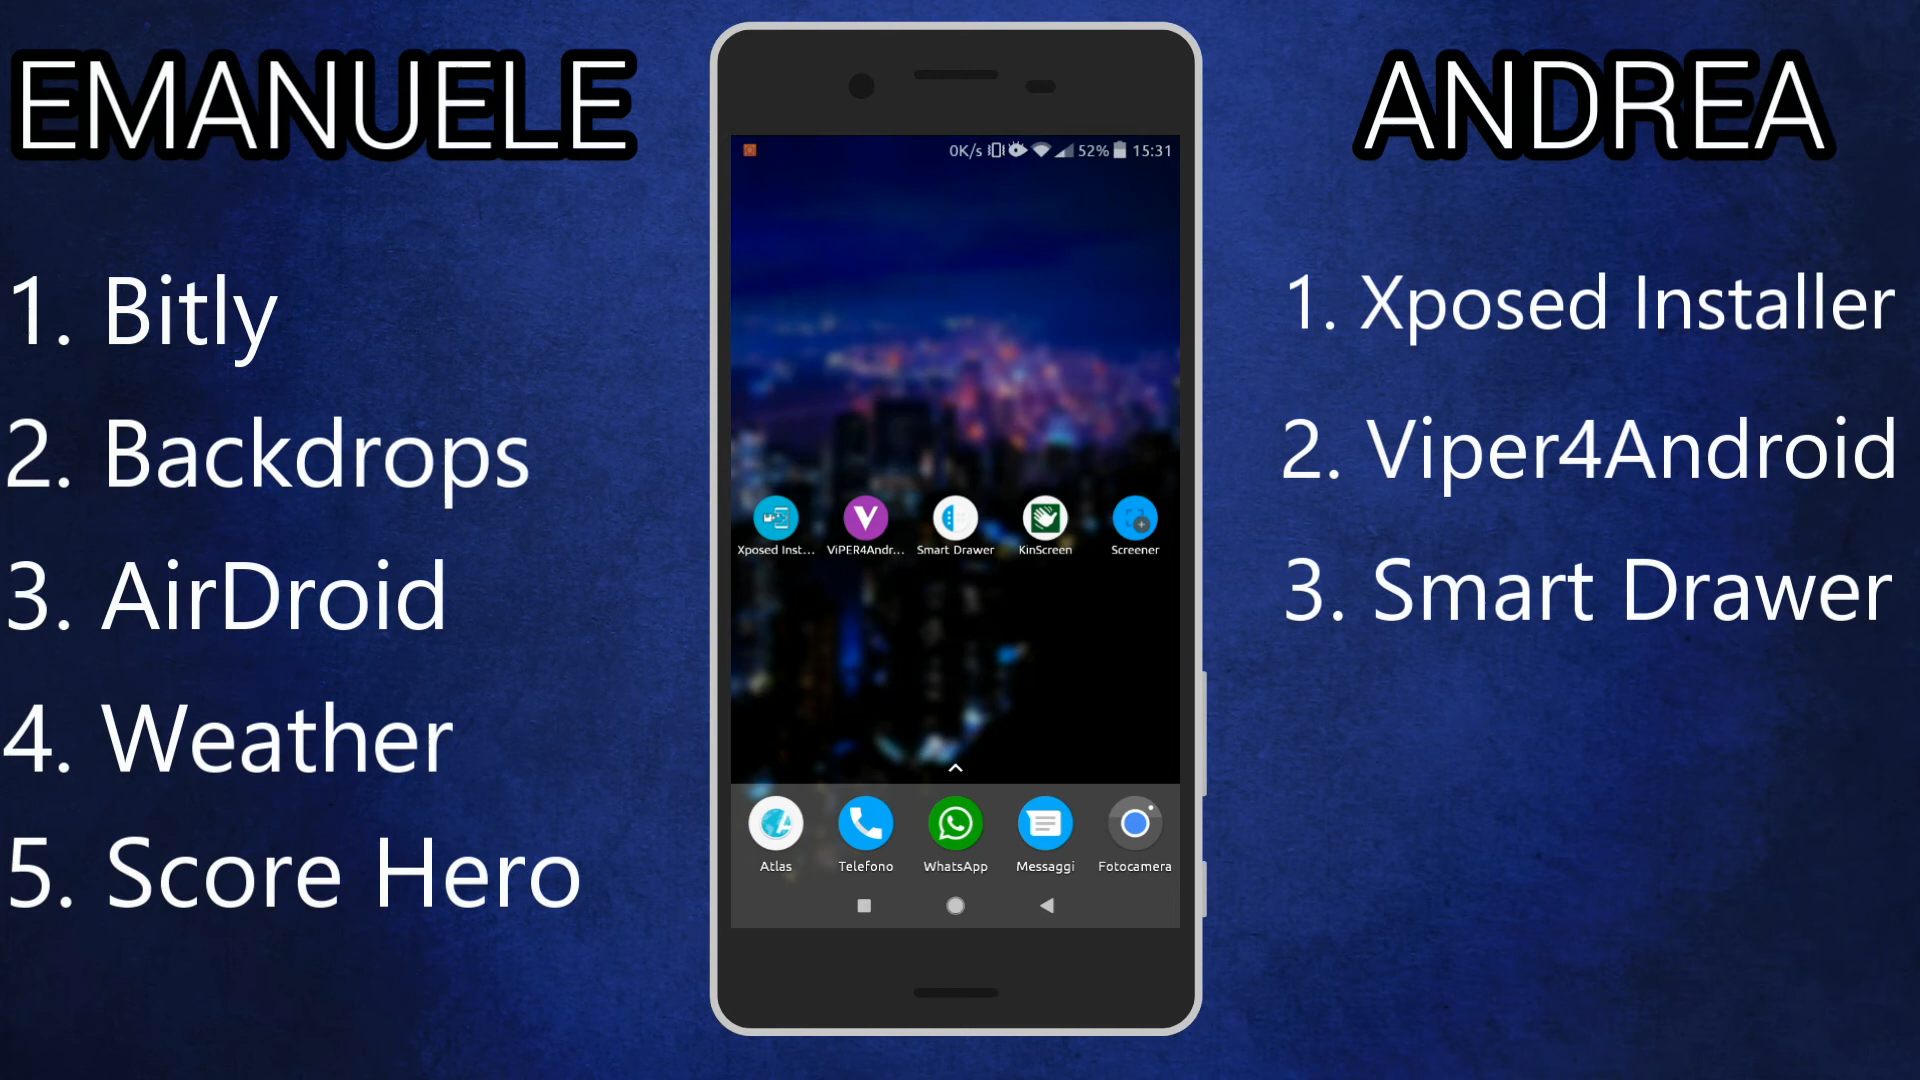 EMANUELE
1. Bitly
2. Backdrops
3. AirDroid
4. Weather
5. Score Hero
0K/s 52% 15:31
Xposed Inst... ViPER4Andr... Smart Drawer KinScreen Screener
Atlas Telefono WhatsApp Messaggi Fotocamera
ANDREA
1. Xposed Installer
2. Viper4Android
3. Smart Drawer